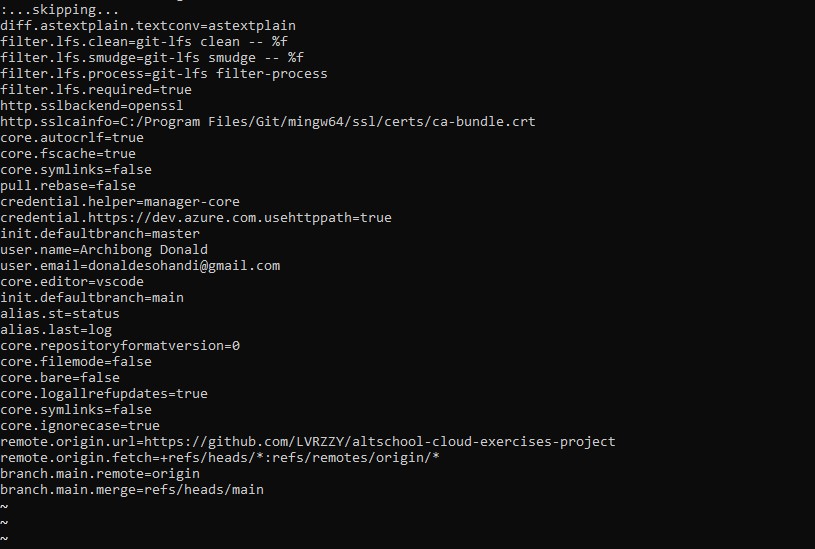 :...skipping...
diff.astextplain.textconv=astextplain
filter.lfs.clean=git-lfs clean -- %f
filter.lfs.smudge=git-lfs smudge -- %f
filter.lfs.process=git-lfs filter-process
filter.lfs.required=true
http.sslbackend=openssl
http.sslcainfo=C:/Program Files/Git/mingw64/ssl/certs/ca-bundle.crt
core.autocrlf=true
core.fscache=true
core.symlinks=false
pull.rebase=false
credential.helper=manager-core
credential.https://dev.azure.com.usehttppath=true
init.defaultbranch=master
user.name=Archibong Donald
user.email=donaldesohandi@gmail.com
core.editor=vscode
init.defaultbranch=main
alias.st=status
alias.last=log
core.repositoryformatversion=0
core.filemode=false
core.bare=false
core.logallrefupdates=true
core.symlinks=false
core.ignorecase=true
remote.origin.url=https://github.com/LVRZZY/altschool-cloud-exercises-project
remote.origin.fetch=+refs/heads/*:refs/remotes/origin/*
branch.main.remote=origin
branch.main.merge=refs/heads/main
~
~
~